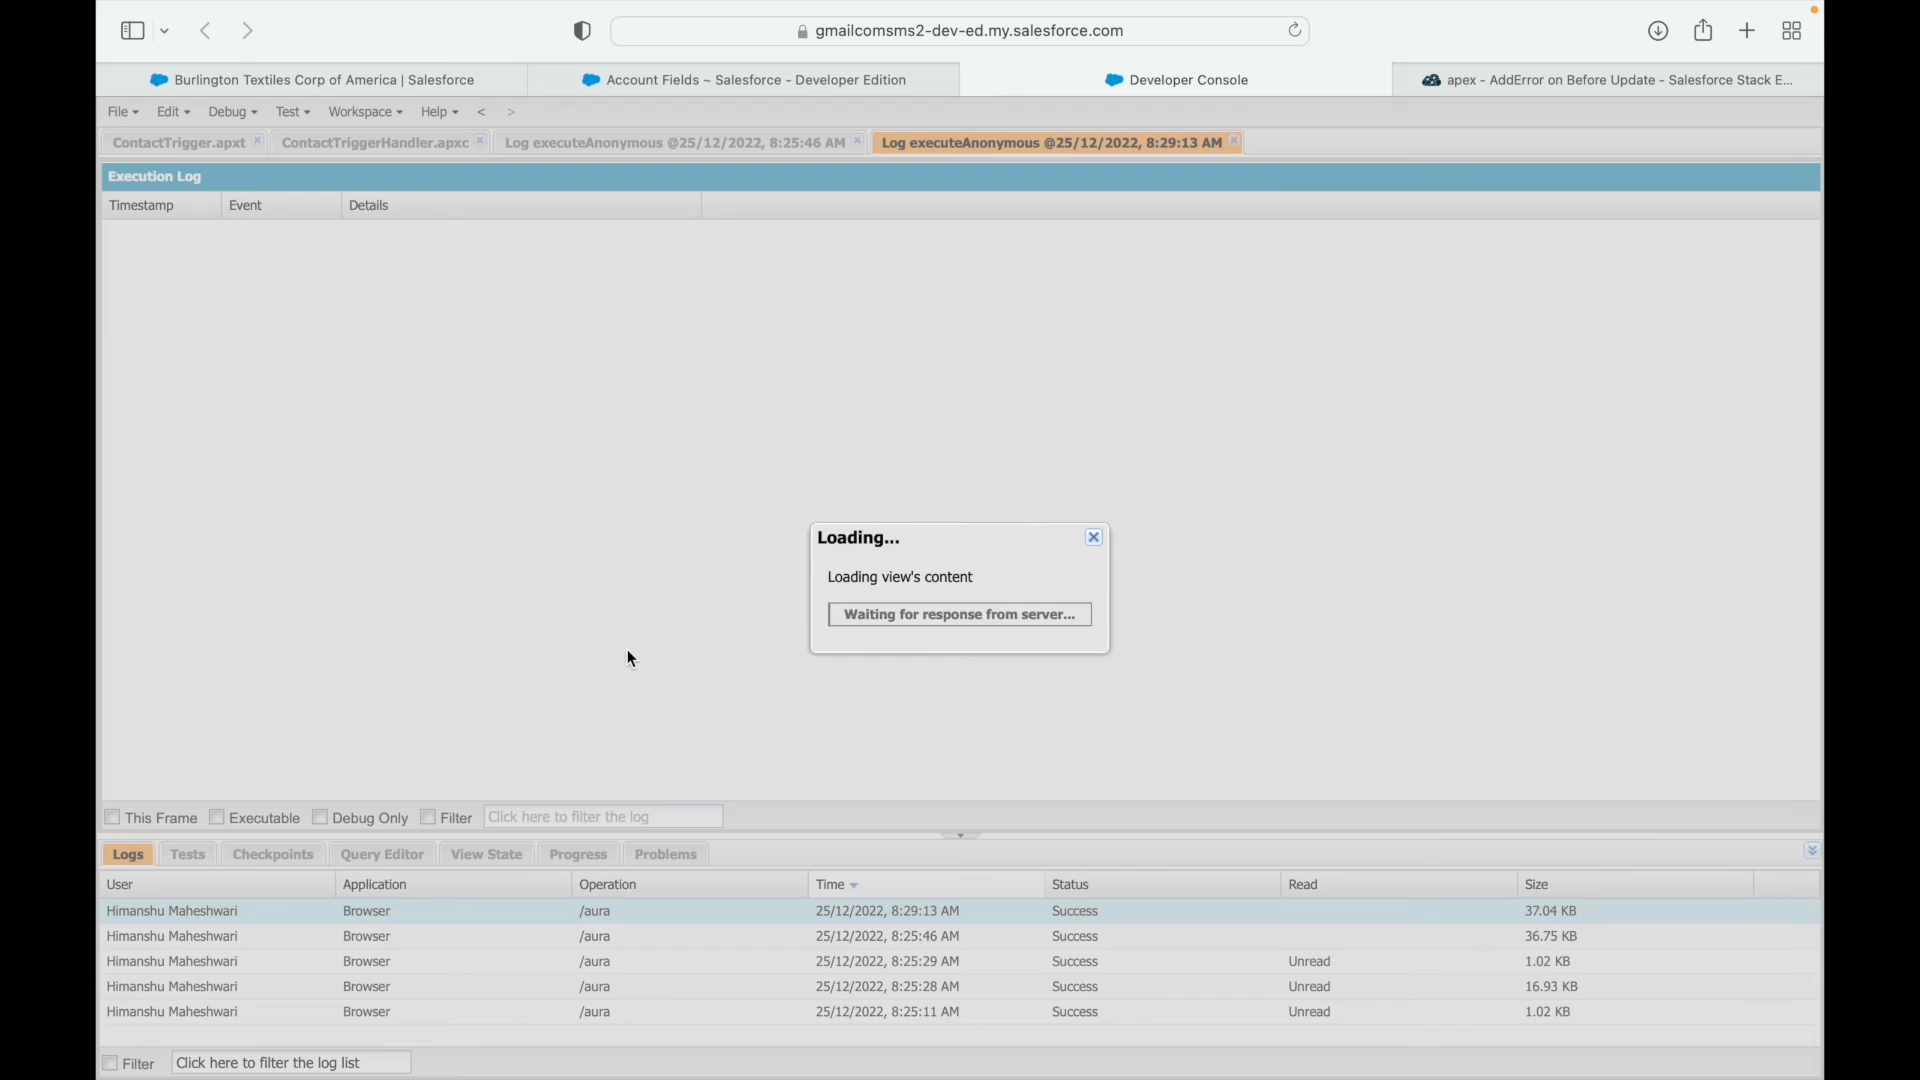 gmailcomsms2-dev-ed.my.salesforce.com
Burlington Textiles Corp of America | Salesforce
Account Fields ~ Salesforce - Developer Edition
Developer Console
apex - AddError on Before Update - Salesforce Stack E...
File Edit Debug Test Workspace Help < >
ContactTrigger.apxt ContactTriggerHandler.apxc Log executeAnonymous @25/12/2022, 8:25:46 AM Log executeAnonymous @25/12/2022, 8:29:13 AM
Execution Log
Timestamp Event Details
Loading...
Loading view's content
Waiting for response from server...
This Frame Executable Debug Only Filter Click here to filter the log
Logs Tests Checkpoints Query Editor View State Progress Problems
User Application Operation Time Status Read Size
Himanshu Maheshwari Browser /aura 25/12/2022, 8:29:13 AM Success 37.04 KB
Himanshu Maheshwari Browser /aura 25/12/2022, 8:25:46 AM Success 36.75 KB
Himanshu Maheshwari Browser /aura 25/12/2022, 8:25:29 AM Success Unread 1.02 KB
Himanshu Maheshwari Browser /aura 25/12/2022, 8:25:28 AM Success Unread 16.93 KB
Himanshu Maheshwari Browser /aura 25/12/2022, 8:25:11 AM Success Unread 1.02 KB
Filter Click here to filter the log list